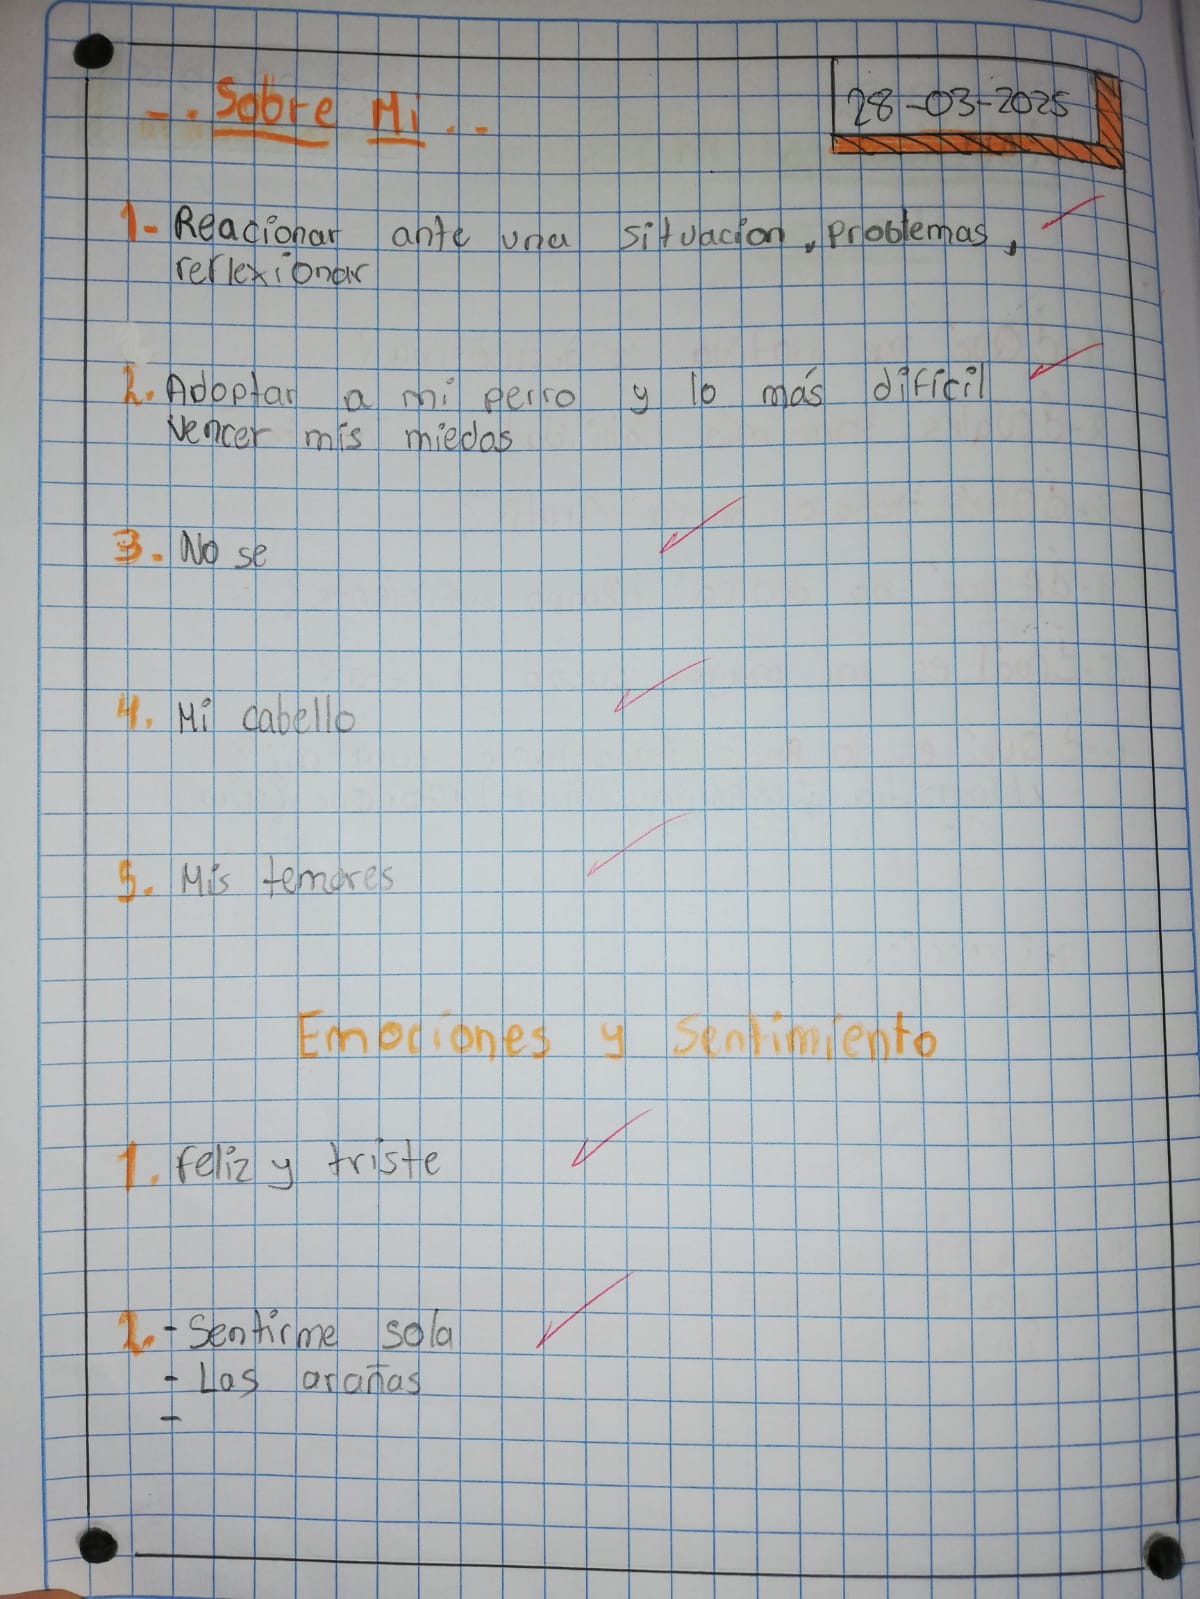 --Sobre Mi--
28-03-2025
1- Reacionar ante una situacion, problemas,
reflexionar
2. Adoptar a mi perro y lo más dificil
Vencer mis miedos
3. No se
4. Mi cabello
5. Mis temores
Emociones y Sentimiento
1. feliz y triste
2. - Sentirme sola
- Las arañas
-